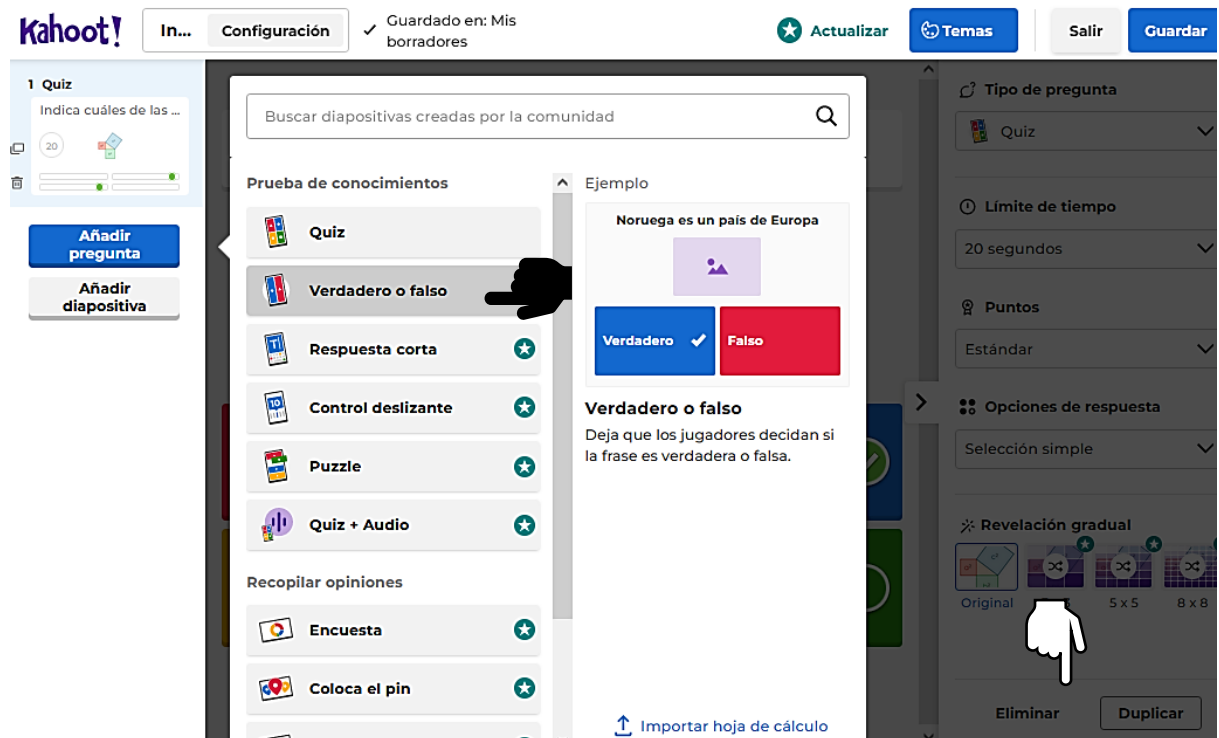 Kahoot!
In...
Configuración
Guardado en: Mis
borradores
Actualizar
Temas
Salir
Guardar
1 Quiz
Indica cuáles de las ...
20
Añadir
pregunta
Añadir
diapositiva
Buscar diapositivas creadas por la comunidad
Prueba de conocimientos
Quiz
Verdadero o falso
Respuesta corta
Control deslizante
Puzzle
Quiz + Audio
Recopilar opiniones
Encuesta
Coloca el pin
Ejemplo
Noruega es un país de Europa
Verdadero
Falso
Verdadero o falso
Deja que los jugadores decidan si
la frase es verdadera o falsa.
Importar hoja de cálculo
Tipo de pregunta
Quiz
Límite de tiempo
20 segundos
Puntos
Estándar
Opciones de respuesta
Selección simple
Revelación gradual
Original
5 x 5
8 x 8
Eliminar
Duplicar